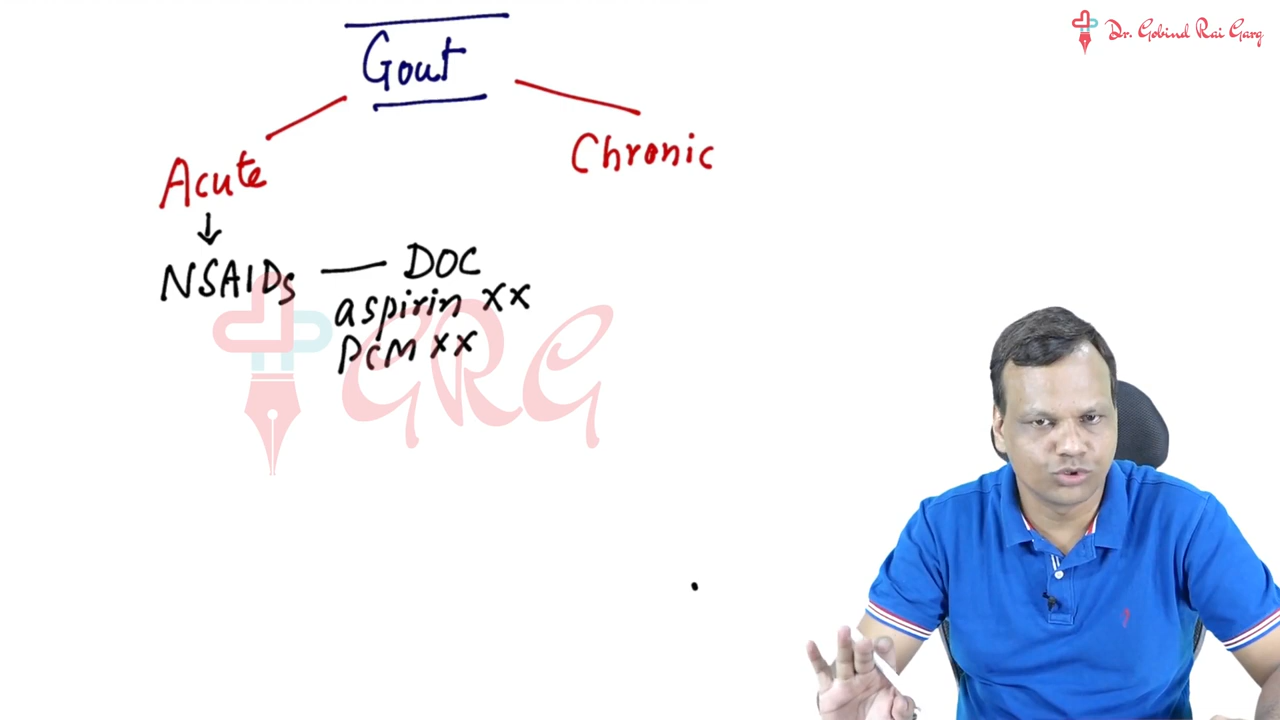 Dr. Gobind Rai Garg
Gout
Acute
Chronic
↓
NSAIDs — DOC
aspirin xx
PCM xx
GRG